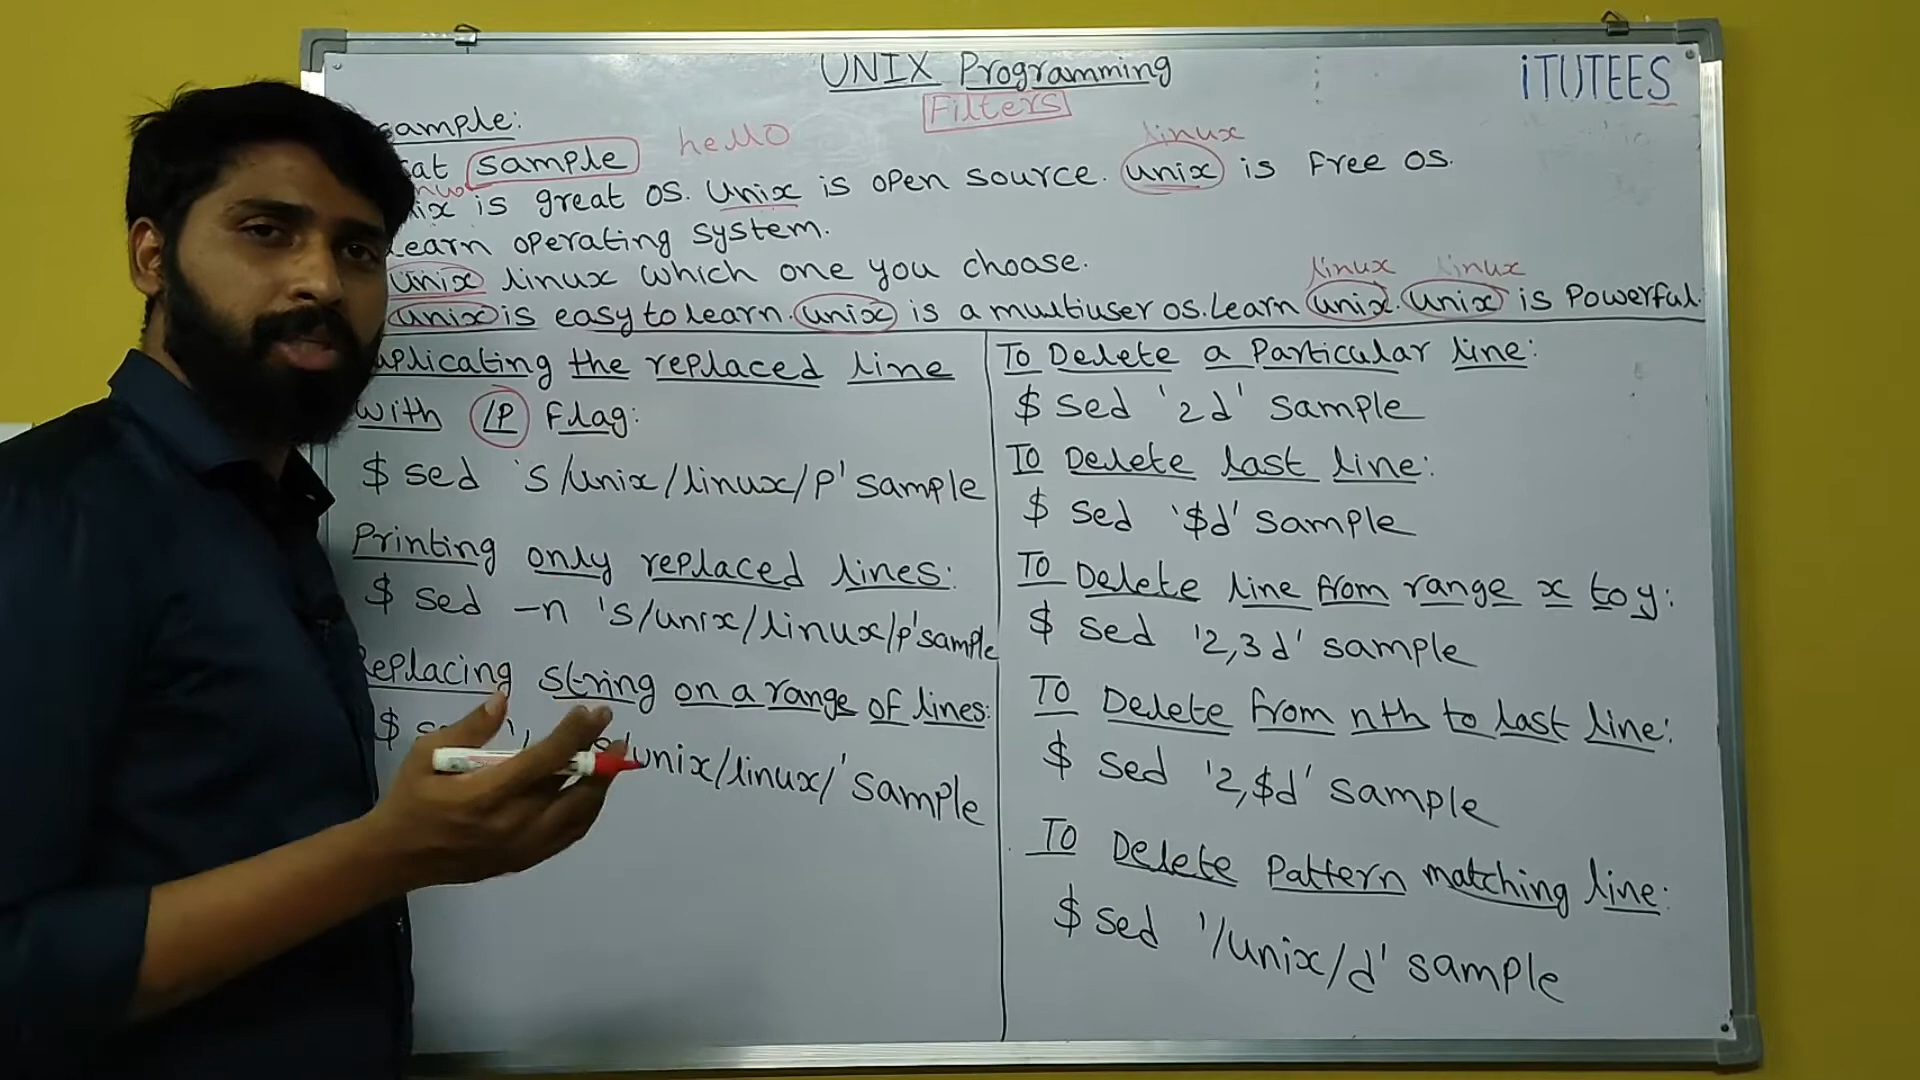 UNIX Programming
iTUTEES
Filters
sample:
hello
linux
cat sample
unix is great OS. Unix is open source. unix is free OS.
learn operating system.
linux linux
unix linux which one you choose.
unix is easy to learn. unix is a multiuser os. Learn unix. unix is Powerful.
the replaced line
with /P flag:
$ sed 's/unix/linux/p' sample
Printing only replaced lines:
$ sed -n 's/unix/linux/p' sample
Replacing string on a range of lines:
$ s/unix/linux/' sample
To Delete a Particular line:
$ sed '2d' sample
To Delete last line:
$ sed '$d' sample
To Delete line from range x to y:
$ sed '2,3d' sample
To Delete from nth to last line:
$ sed '2,$d' sample
To Delete Pattern matching line:
$ sed '/unix/d' sample